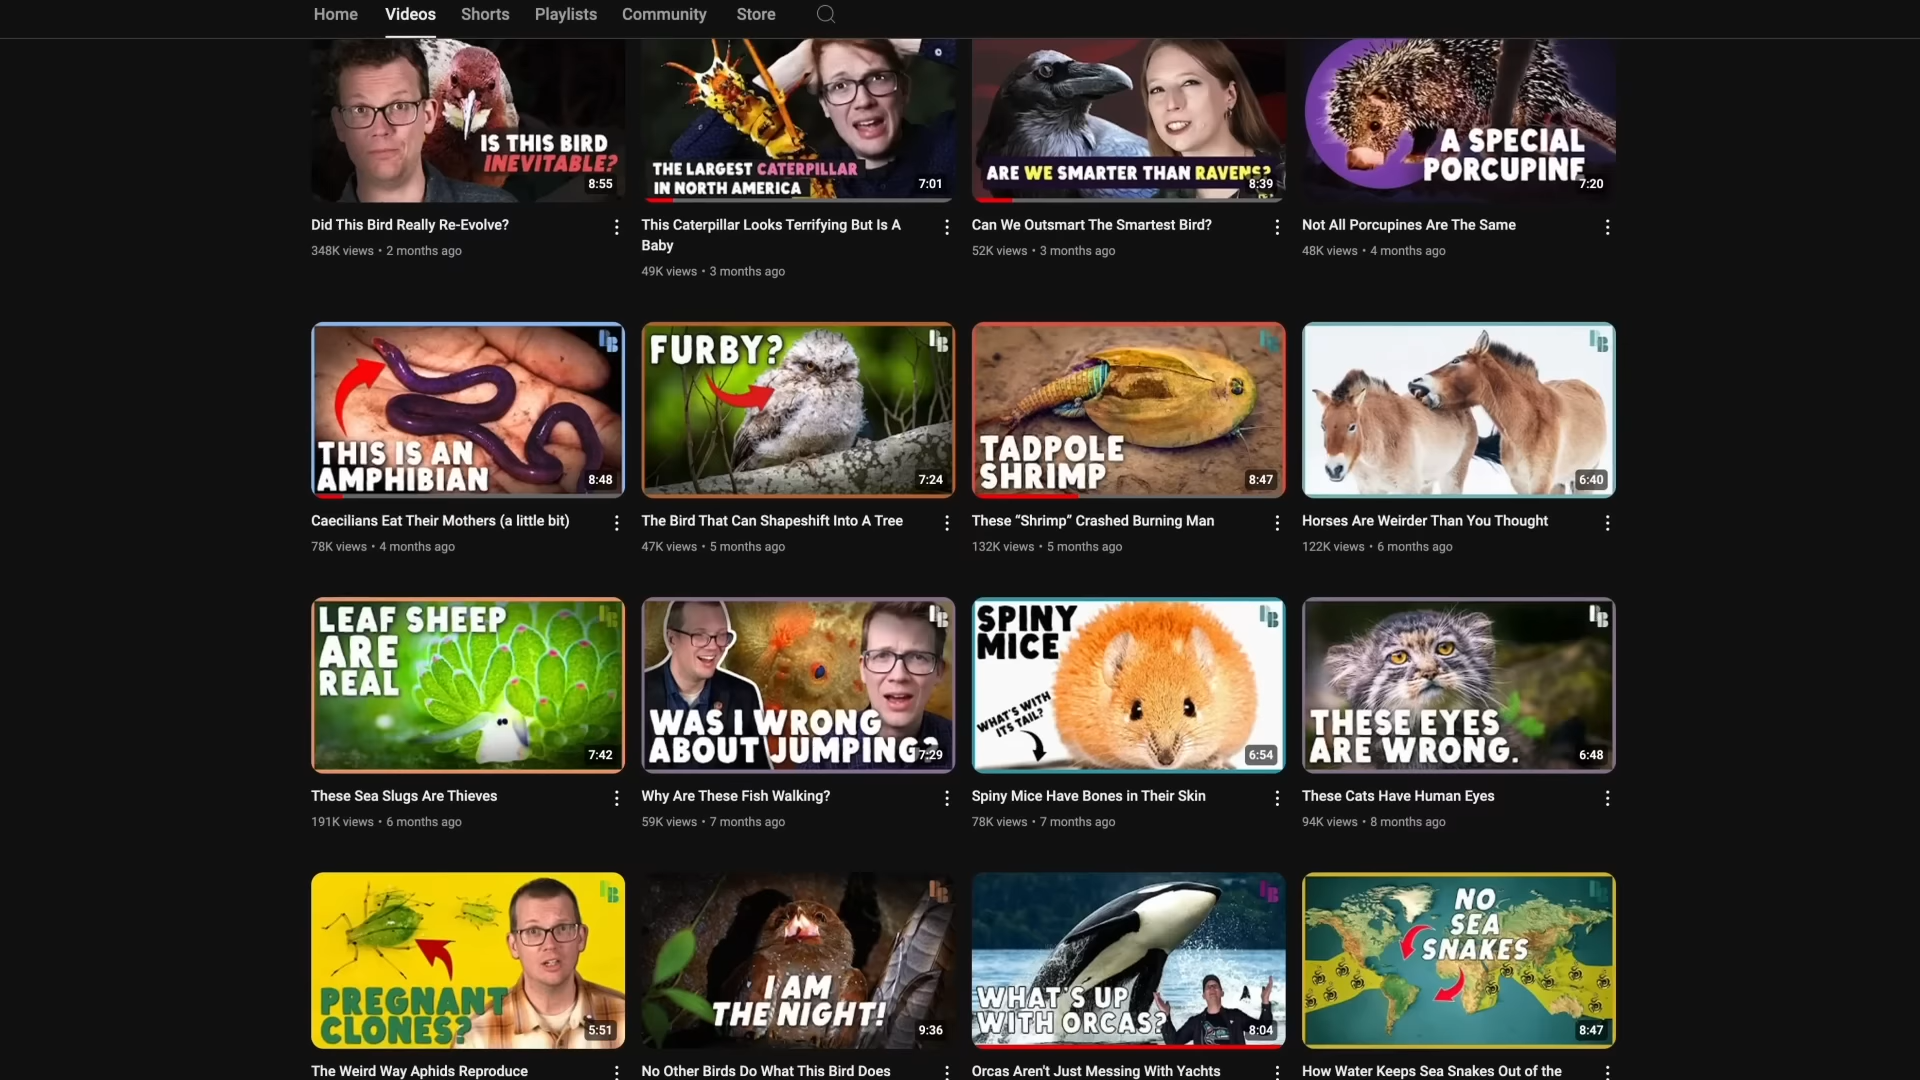 Home Videos Shorts Playlists Community Store
IS THIS BIRD
INEVITABLE?
8:55
THE LARGEST CATERPILLAR
IN NORTH AMERICA
7:01
ARE WE SMARTER THAN RAVENS?
8:39
A SPECIAL
PORCUPINE
7:20
Did This Bird Really Re-Evolve?
348K views • 2 months ago
This Caterpillar Looks Terrifying But Is A
Baby
49K views • 3 months ago
Can We Outsmart The Smartest Bird?
52K views • 3 months ago
Not All Porcupines Are The Same
48K views • 4 months ago
THIS IS AN
AMPHIBIAN
8:48
FURBY?
7:24
TADPOLE
SHRIMP
8:47
6:40
Caecilians Eat Their Mothers (a little bit)
78K views • 4 months ago
The Bird That Can Shapeshift Into A Tree
47K views • 5 months ago
These “Shrimp” Crashed Burning Man
132K views • 5 months ago
Horses Are Weirder Than You Thought
122K views • 6 months ago
LEAF SHEEP
ARE
REAL
7:42
WAS I WRONG
ABOUT JUMPING?
7:29
SPINY
MICE
WHAT'S WITH
ITS TAIL?
6:54
THESE EYES
ARE WRONG.
6:48
These Sea Slugs Are Thieves
191K views • 6 months ago
Why Are These Fish Walking?
59K views • 7 months ago
Spiny Mice Have Bones in Their Skin
78K views • 7 months ago
These Cats Have Human Eyes
94K views • 8 months ago
PREGNANT
CLONES?
5:51
I AM
THE NIGHT!
9:36
WHAT'S UP
WITH ORCAS?
8:04
NO
SEA
SNAKES
8:47
The Weird Way Aphids Reproduce
No Other Birds Do What This Bird Does
Orcas Aren't Just Messing With Yachts
How Water Keeps Sea Snakes Out of the